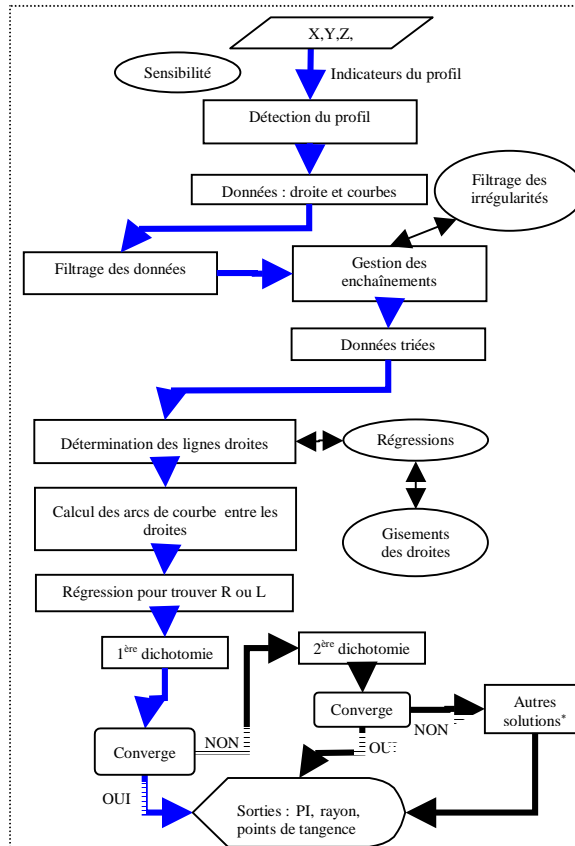 X,Y,Z,
Sensibilité
Indicateurs du profil
Détection du profil
Données : droite et courbes
Filtrage des
irrégularités
Filtrage des données
Gestion des
enchaînements
Données triées
Détermination des lignes droites
Régressions
Calcul des arcs de courbe entre les
droites
Gisements
des droites
Régression pour trouver R ou L
1ère dichotomie
2ère dichotomie
Converge
NON
Autres
solutions*
Converge
NON
OUI
Sorties : PI, rayon,
points de tangence